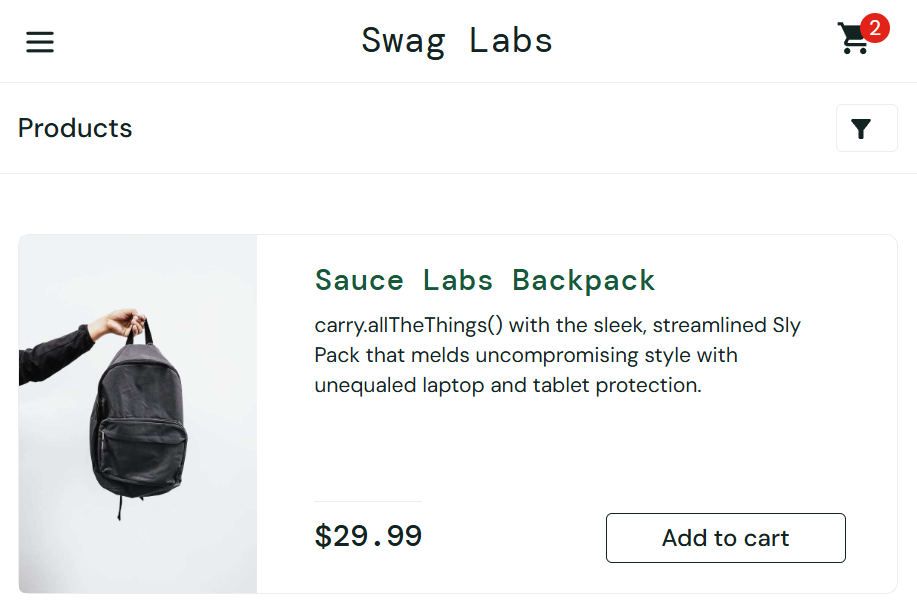 Swag Labs
2
Products
Sauce Labs Backpack
carry.allTheThings() with the sleek, streamlined Sly
Pack that melds uncompromising style with
unequaled laptop and tablet protection.
$29.99
Add to cart